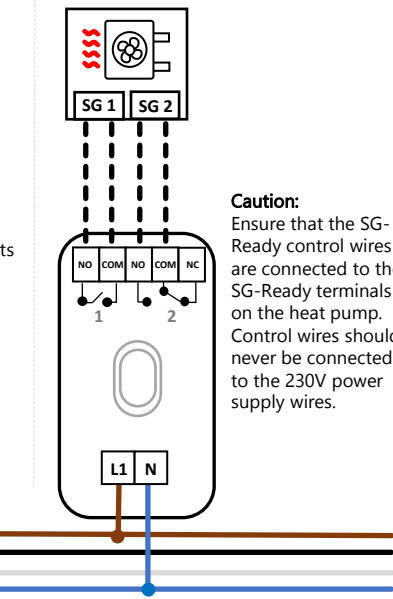 SG 1 SG 2
ts
Caution:
Ensure that the SG-
Ready control wires
are connected to the
SG-Ready terminals
on the heat pump.
Control wires should
never be connected
to the 230V power
supply wires.
NO COM NO COM NC
1 2
L1 N